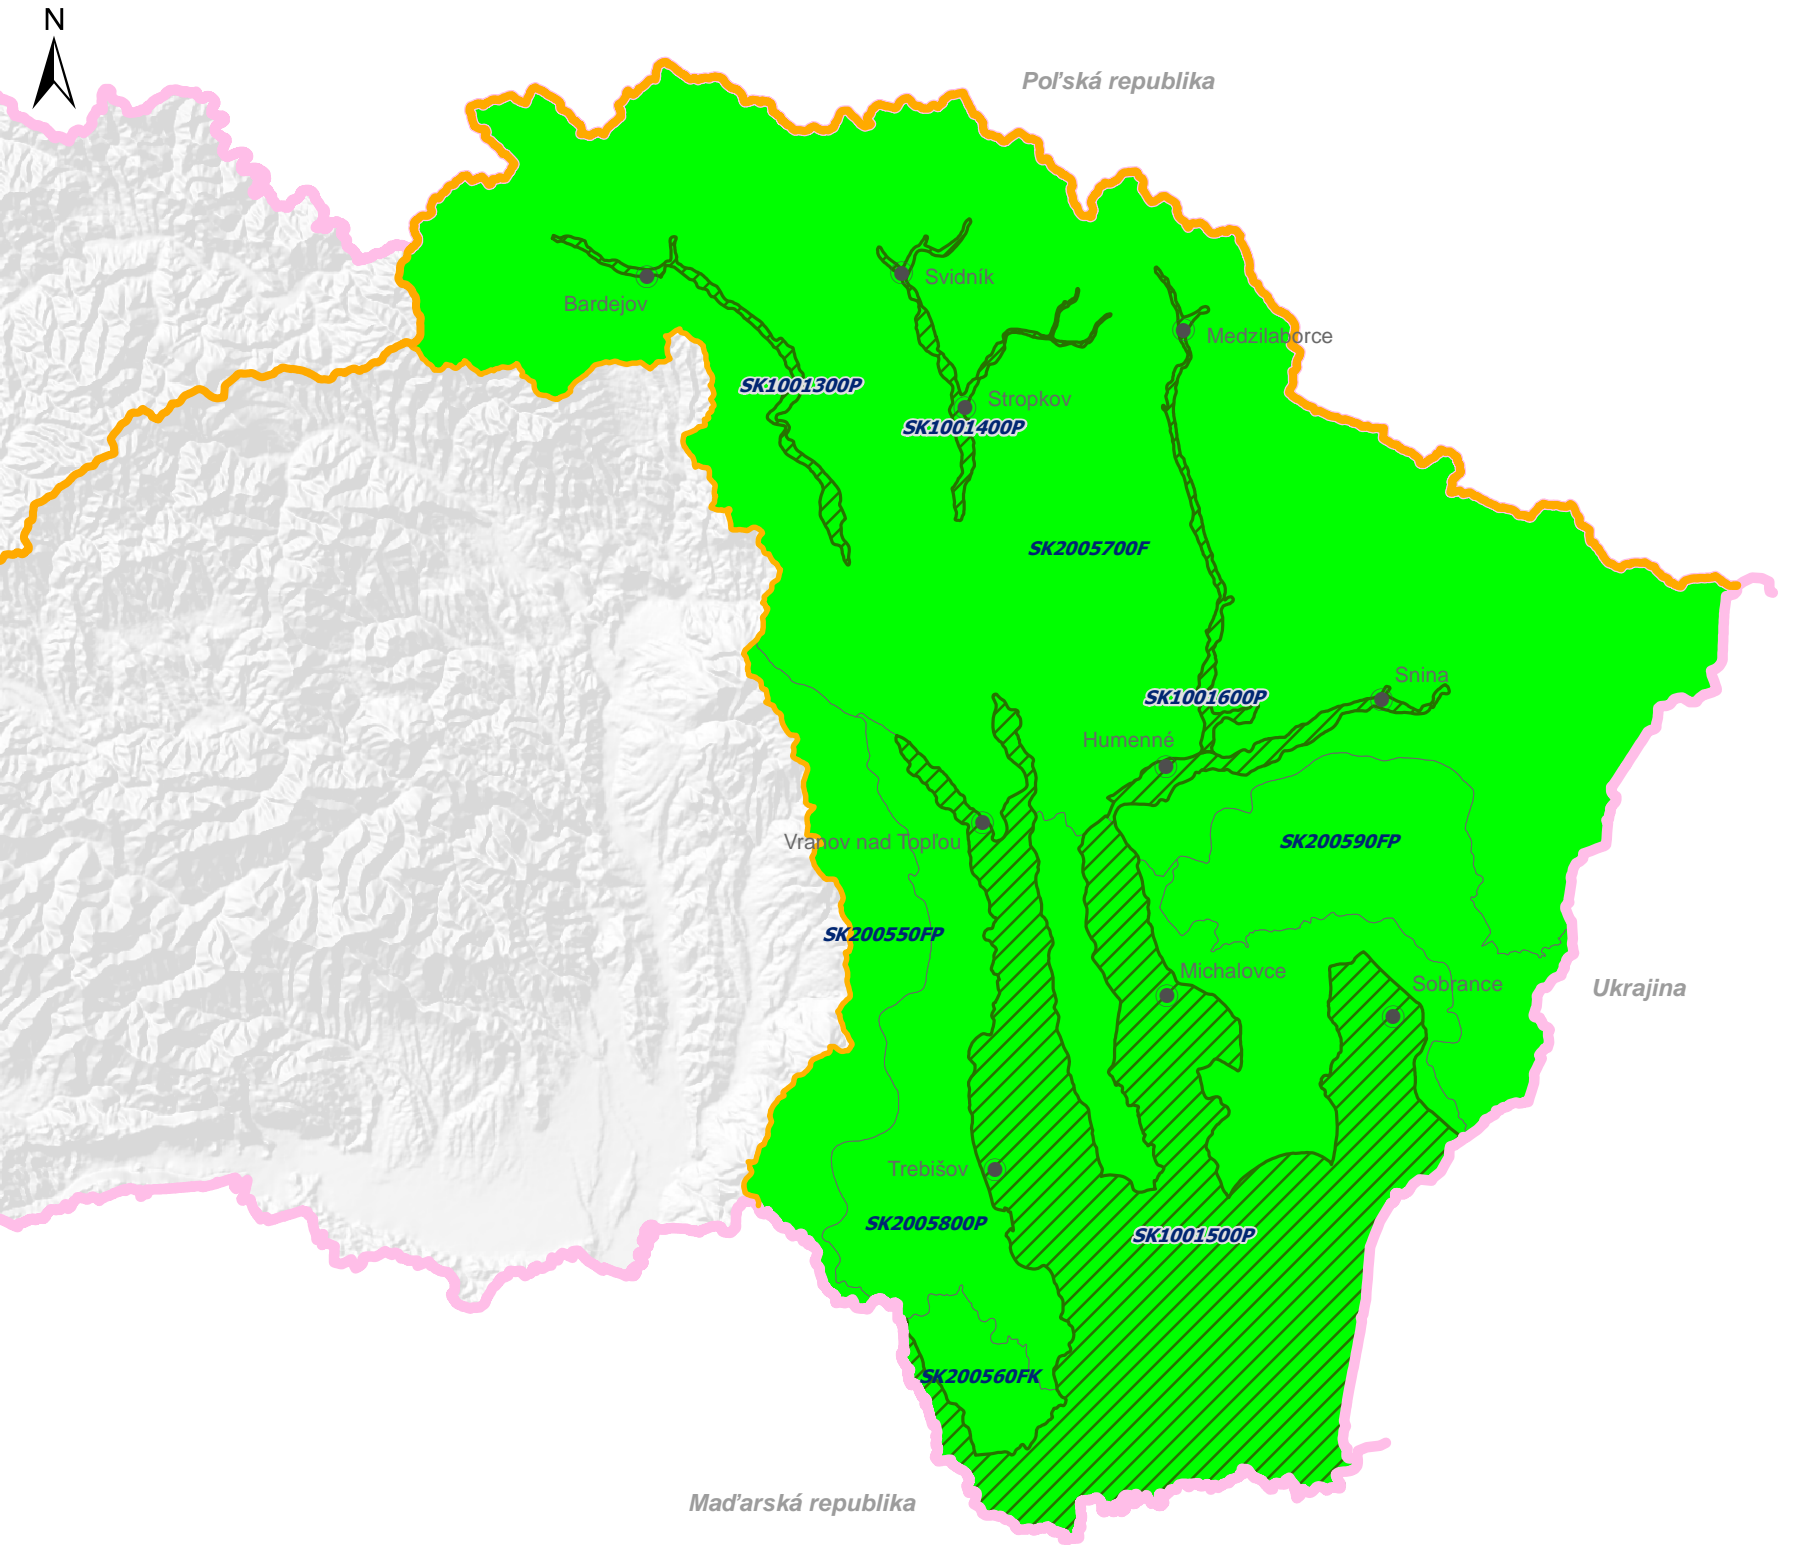 N
Poľská republika
Svidník
Bardejov
Medzilaborce
SK1001300P
Stropkov
SK1001400P
SK2005700F
Snina
SK1001600P
Humenné
Vranov nad Topľou
SK200590FP
SK200550FP
Michalovce
Sobrance
Ukrajina
Trebišov
SK2005800P
SK1001500P
SK200560FK
Maďarská republika